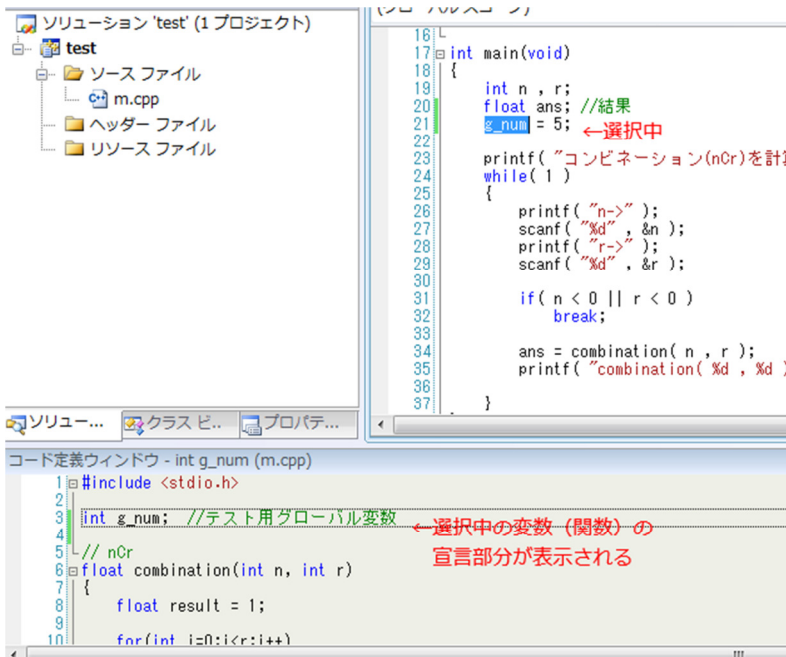 ソリューション 'test' (1 プロジェクト)
test
ソース ファイル
m.cpp
ヘッダー ファイル
リソース ファイル
ソリュー...
クラス ビ..
プロパテ...
16
17 int main(void)
18 {
19 int n , r;
20 float ans; //結果
21 g_num = 5; ←選択中
22
23 printf( "コンビネーション(nCr)を計
24 while( 1 )
25 {
26 printf( "n->" );
27 scanf( "%d" , &n );
28 printf( "r->" );
29 scanf( "%d" , &r );
30
31 if( n < 0 || r < 0 )
32 break;
33
34 ans = combination( n , r );
35 printf( "combination( %d , %d )
36
37 }
コード定義ウィンドウ - int g_num (m.cpp)
1 #include <stdio.h>
2
3 int g_num; //テスト用グローバル変数
←選択中の変数（関数）の
4
5 // nCr
宣言部分が表示される
6 float combination(int n, int r)
7 {
8 float result = 1;
9
10 for(int i=0;i<r;i++)